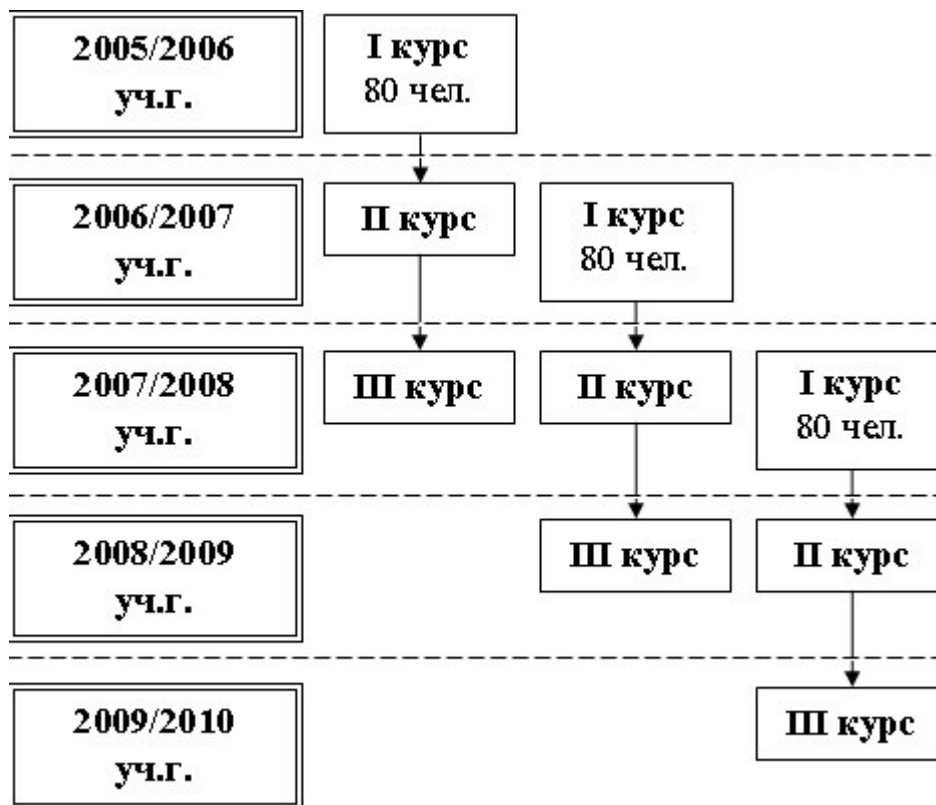 2005/2006
уч.г.
I курс
80 чел.
2006/2007
уч.г.
II курс
I курс
80 чел.
2007/2008
уч.г.
III курс
II курс
I курс
80 чел.
2008/2009
уч.г.
III курс
II курс
2009/2010
уч.г.
III курс